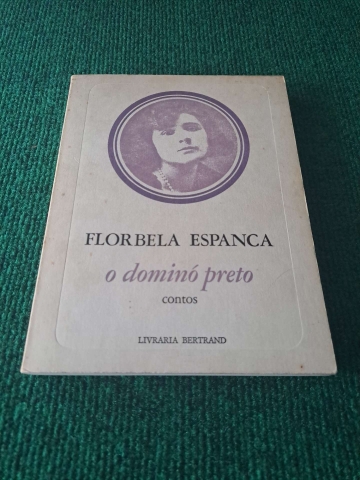 FLORBELA ESPANCA
o dominó preto
contos
LIVRARIA BERTRAND